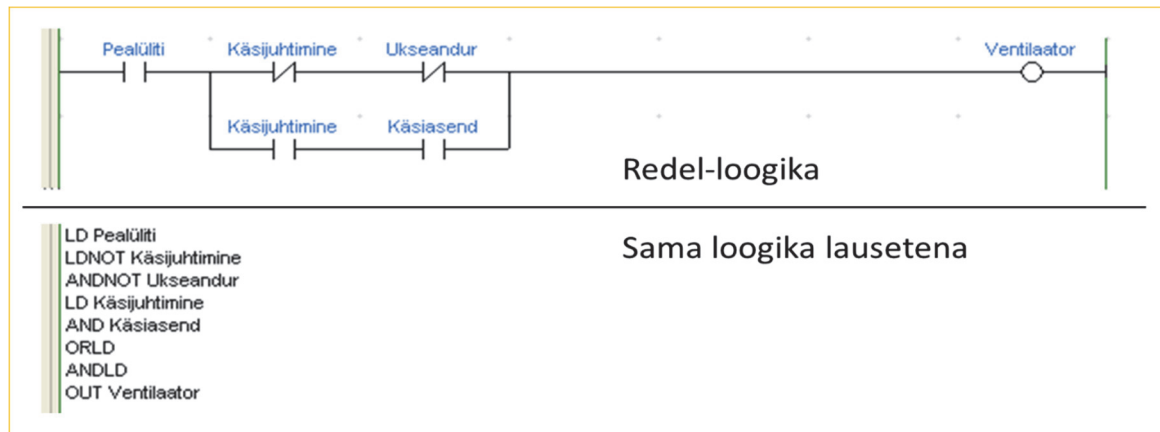 Pealüliti Käsijuhtimine Ukseandur Ventilaator
Käsijuhtimine Käsiasend
Redel-loogika
LD Pealüliti
LDNOT Käsijuhtimine
ANDNOT Ukseandur
LD Käsijuhtimine
AND Käsiasend
ORLD
ANDLD
OUT Ventilaator
Sama loogika lausetena